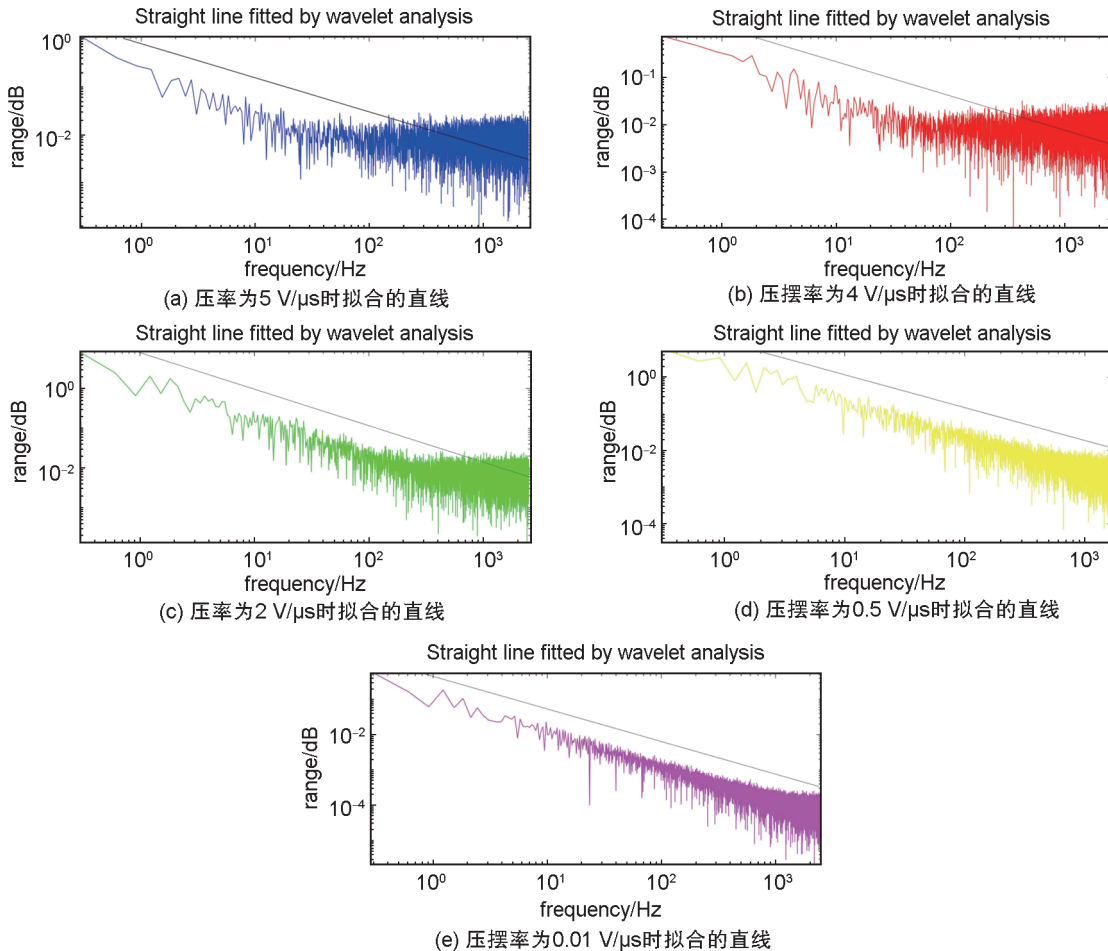 Straight line fitted by wavelet analysis
10⁰
10⁻²
range/dB
10⁰ 10¹ 10² 10³
frequency/Hz
(a) 压率为5 V/µs时拟合的直线
Straight line fitted by wavelet analysis
10⁻¹
10⁻²
10⁻³
10⁻⁴
range/dB
10⁰ 10¹ 10² 10³
frequency/Hz
(b) 压摆率为4 V/µs时拟合的直线
Straight line fitted by wavelet analysis
10⁰
10⁻²
range/dB
10⁰ 10¹ 10² 10³
frequency/Hz
(c) 压率为2 V/µs时拟合的直线
Straight line fitted by wavelet analysis
10⁰
10⁻²
10⁻⁴
range/dB
10⁰ 10¹ 10² 10³
frequency/Hz
(d) 压摆率为0.5 V/µs时拟合的直线
Straight line fitted by wavelet analysis
10⁻²
10⁻⁴
range/dB
10⁰ 10¹ 10² 10³
frequency/Hz
(e) 压摆率为0.01 V/µs时拟合的直线